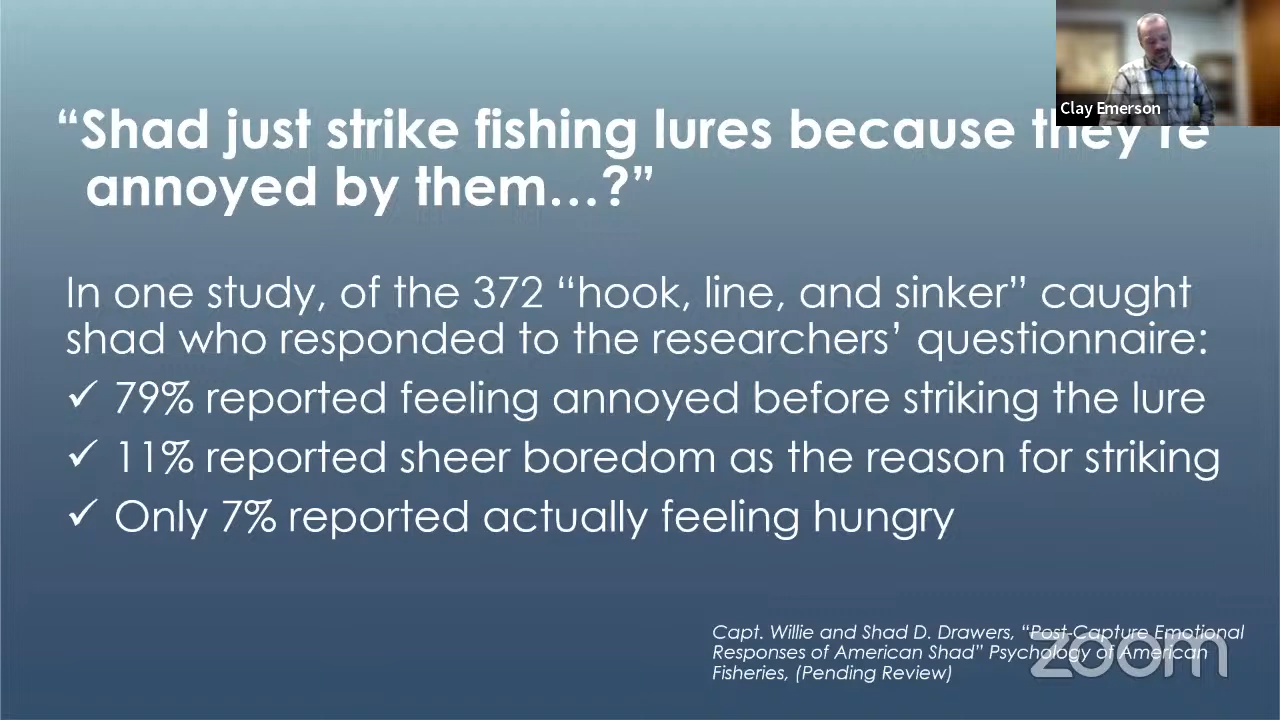 Clay Emerson
“Shad just strike fishing lures because they’re
annoyed by them…?”
In one study, of the 372 “hook, line, and sinker” caught
shad who responded to the researchers’ questionnaire:
✓ 79% reported feeling annoyed before striking the lure
✓ 11% reported sheer boredom as the reason for striking
✓ Only 7% reported actually feeling hungry
Capt. Willie and Shad D. Drawers, “Post-Capture Emotional
Responses of American Shad” Psychology of American
Fisheries, (Pending Review)
zoom